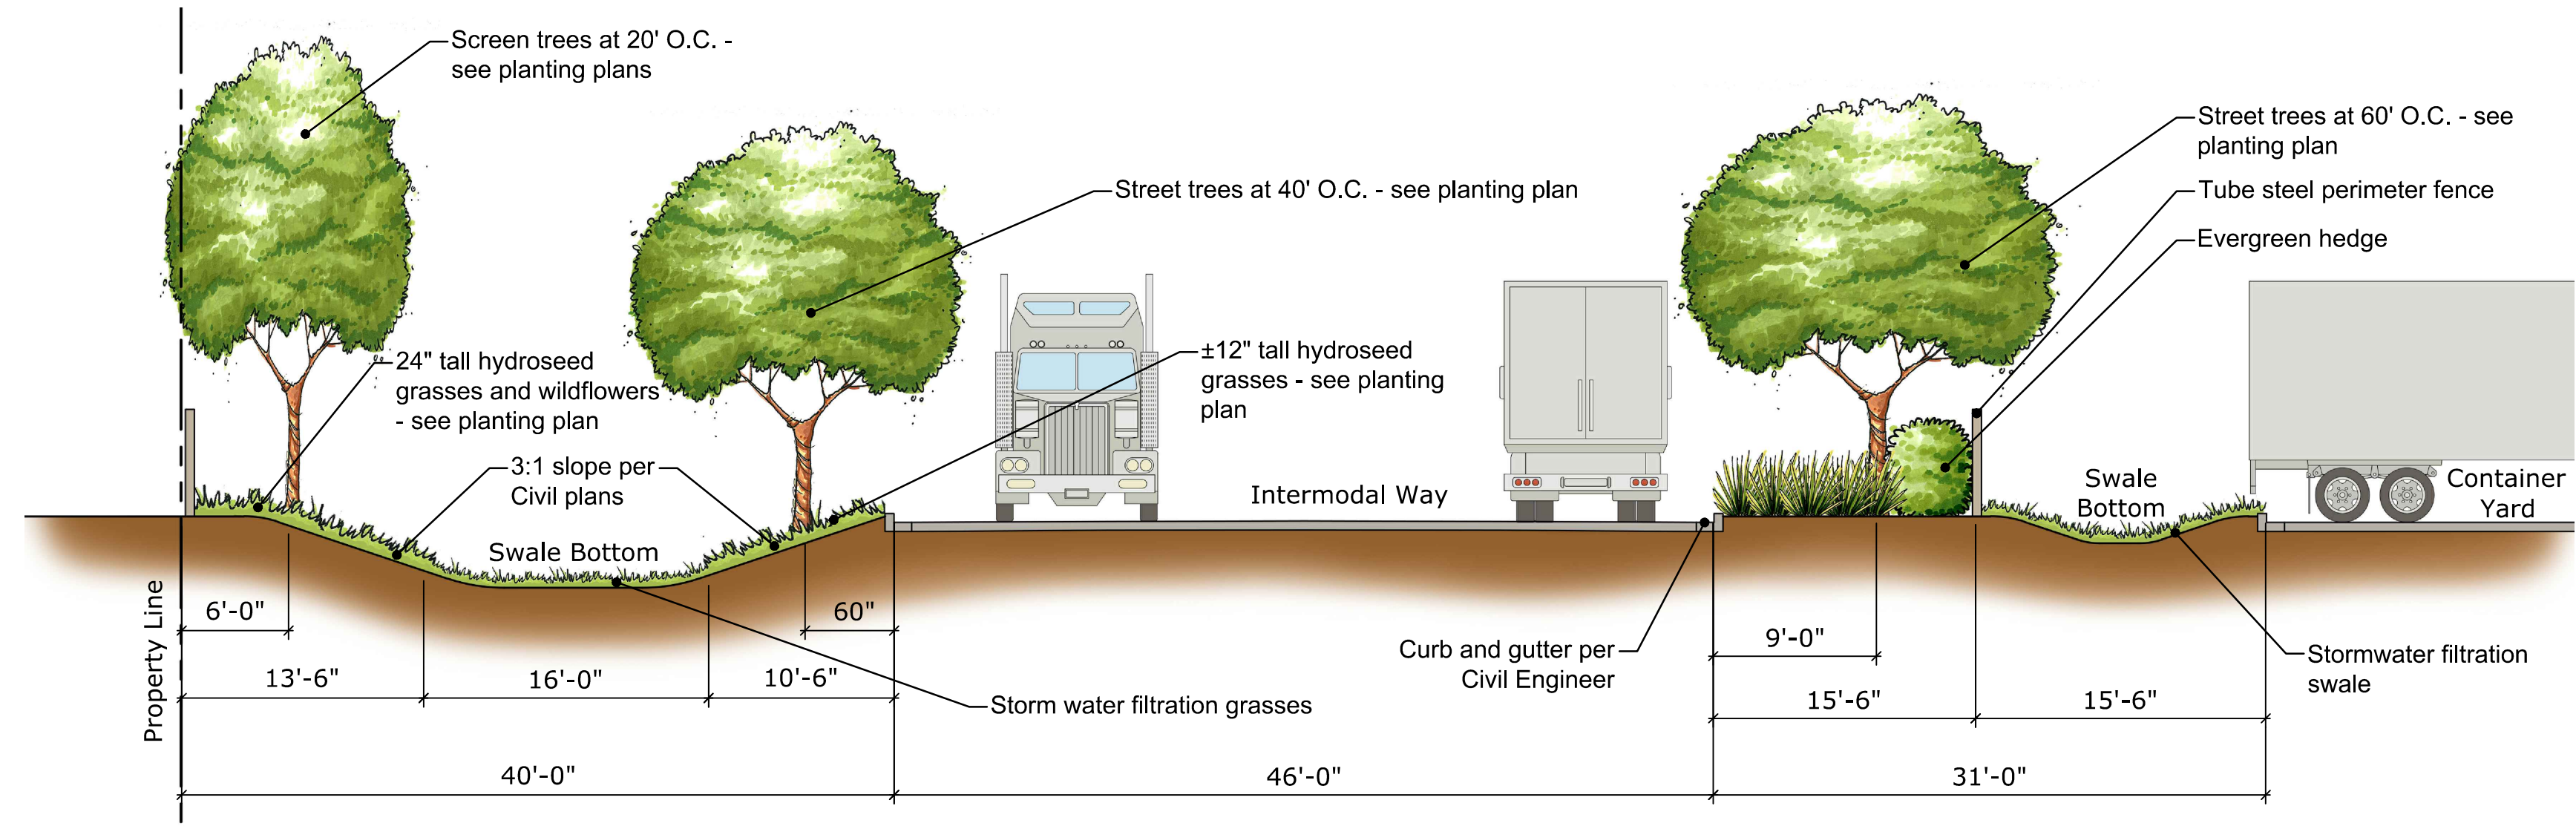 Screen trees at 20' O.C. -
see planting plans
Street trees at 40' O.C. - see planting plan
Street trees at 60' O.C. - see
planting plan
Tube steel perimeter fence
Evergreen hedge
24" tall hydroseed
grasses and wildflowers
- see planting plan
±12" tall hydroseed
grasses - see planting
plan
3:1 slope per
Civil plans
Swale Bottom
Intermodal Way
Swale
Bottom
Container
Yard
Property Line
6'-0"
60"
13'-6"
16'-0"
10'-6"
Storm water filtration grasses
Curb and gutter per
Civil Engineer
9'-0"
15'-6"
15'-6"
Stormwater filtration
swale
40'-0"
46'-0"
31'-0"